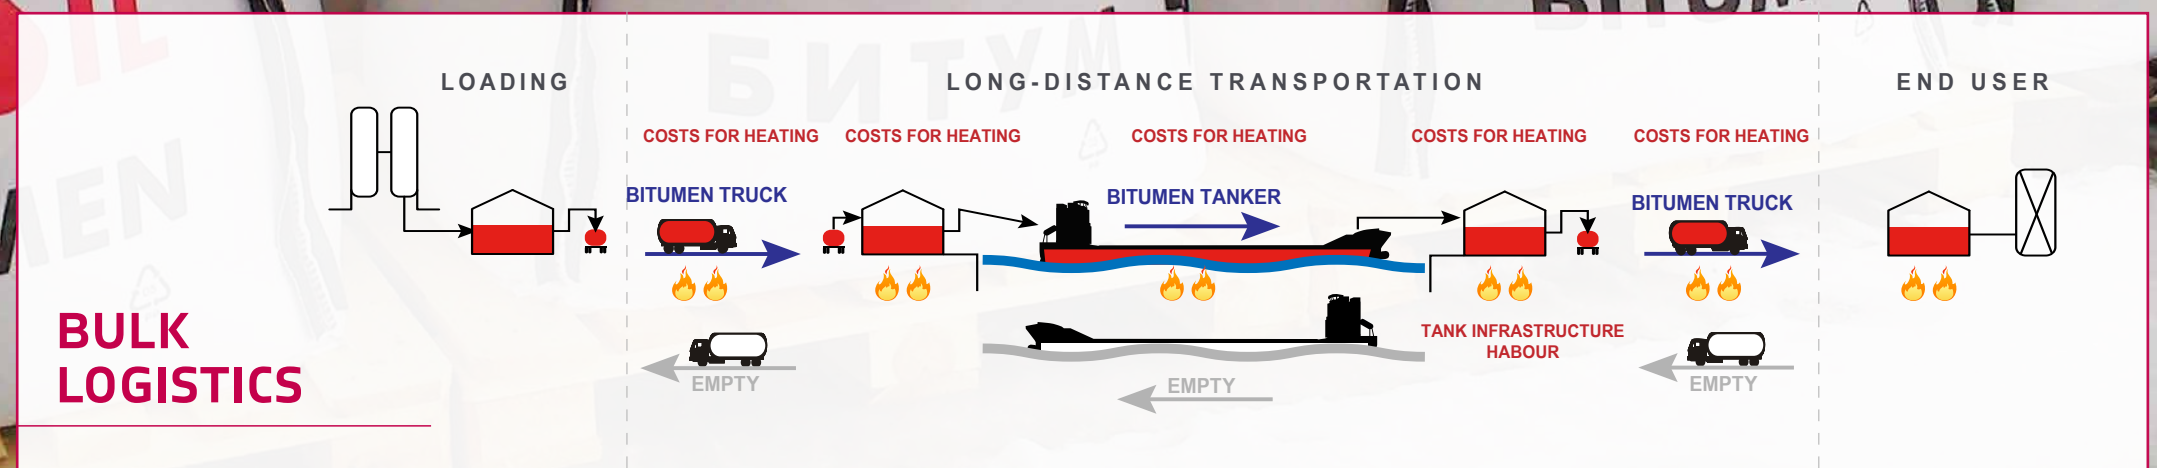 LOADING
LONG-DISTANCE TRANSPORTATION
END USER
COSTS FOR HEATING
COSTS FOR HEATING
COSTS FOR HEATING
COSTS FOR HEATING
COSTS FOR HEATING
BITUMEN TRUCK
BITUMEN TANKER
BITUMEN TRUCK
EMPTY
EMPTY
TANK INFRASTRUCTURE
HABOUR
EMPTY
BULK
LOGISTICS
БИТУМ